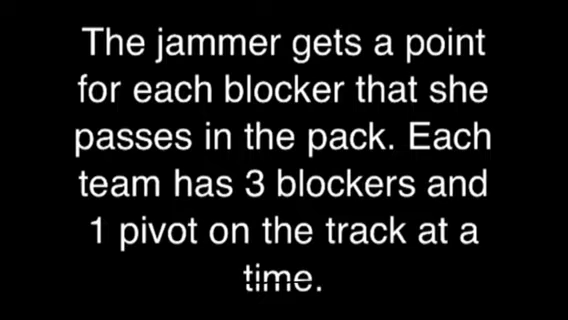 The jammer gets a point
for each blocker that she
passes in the pack. Each
team has 3 blockers and
1 pivot on the track at a
time.